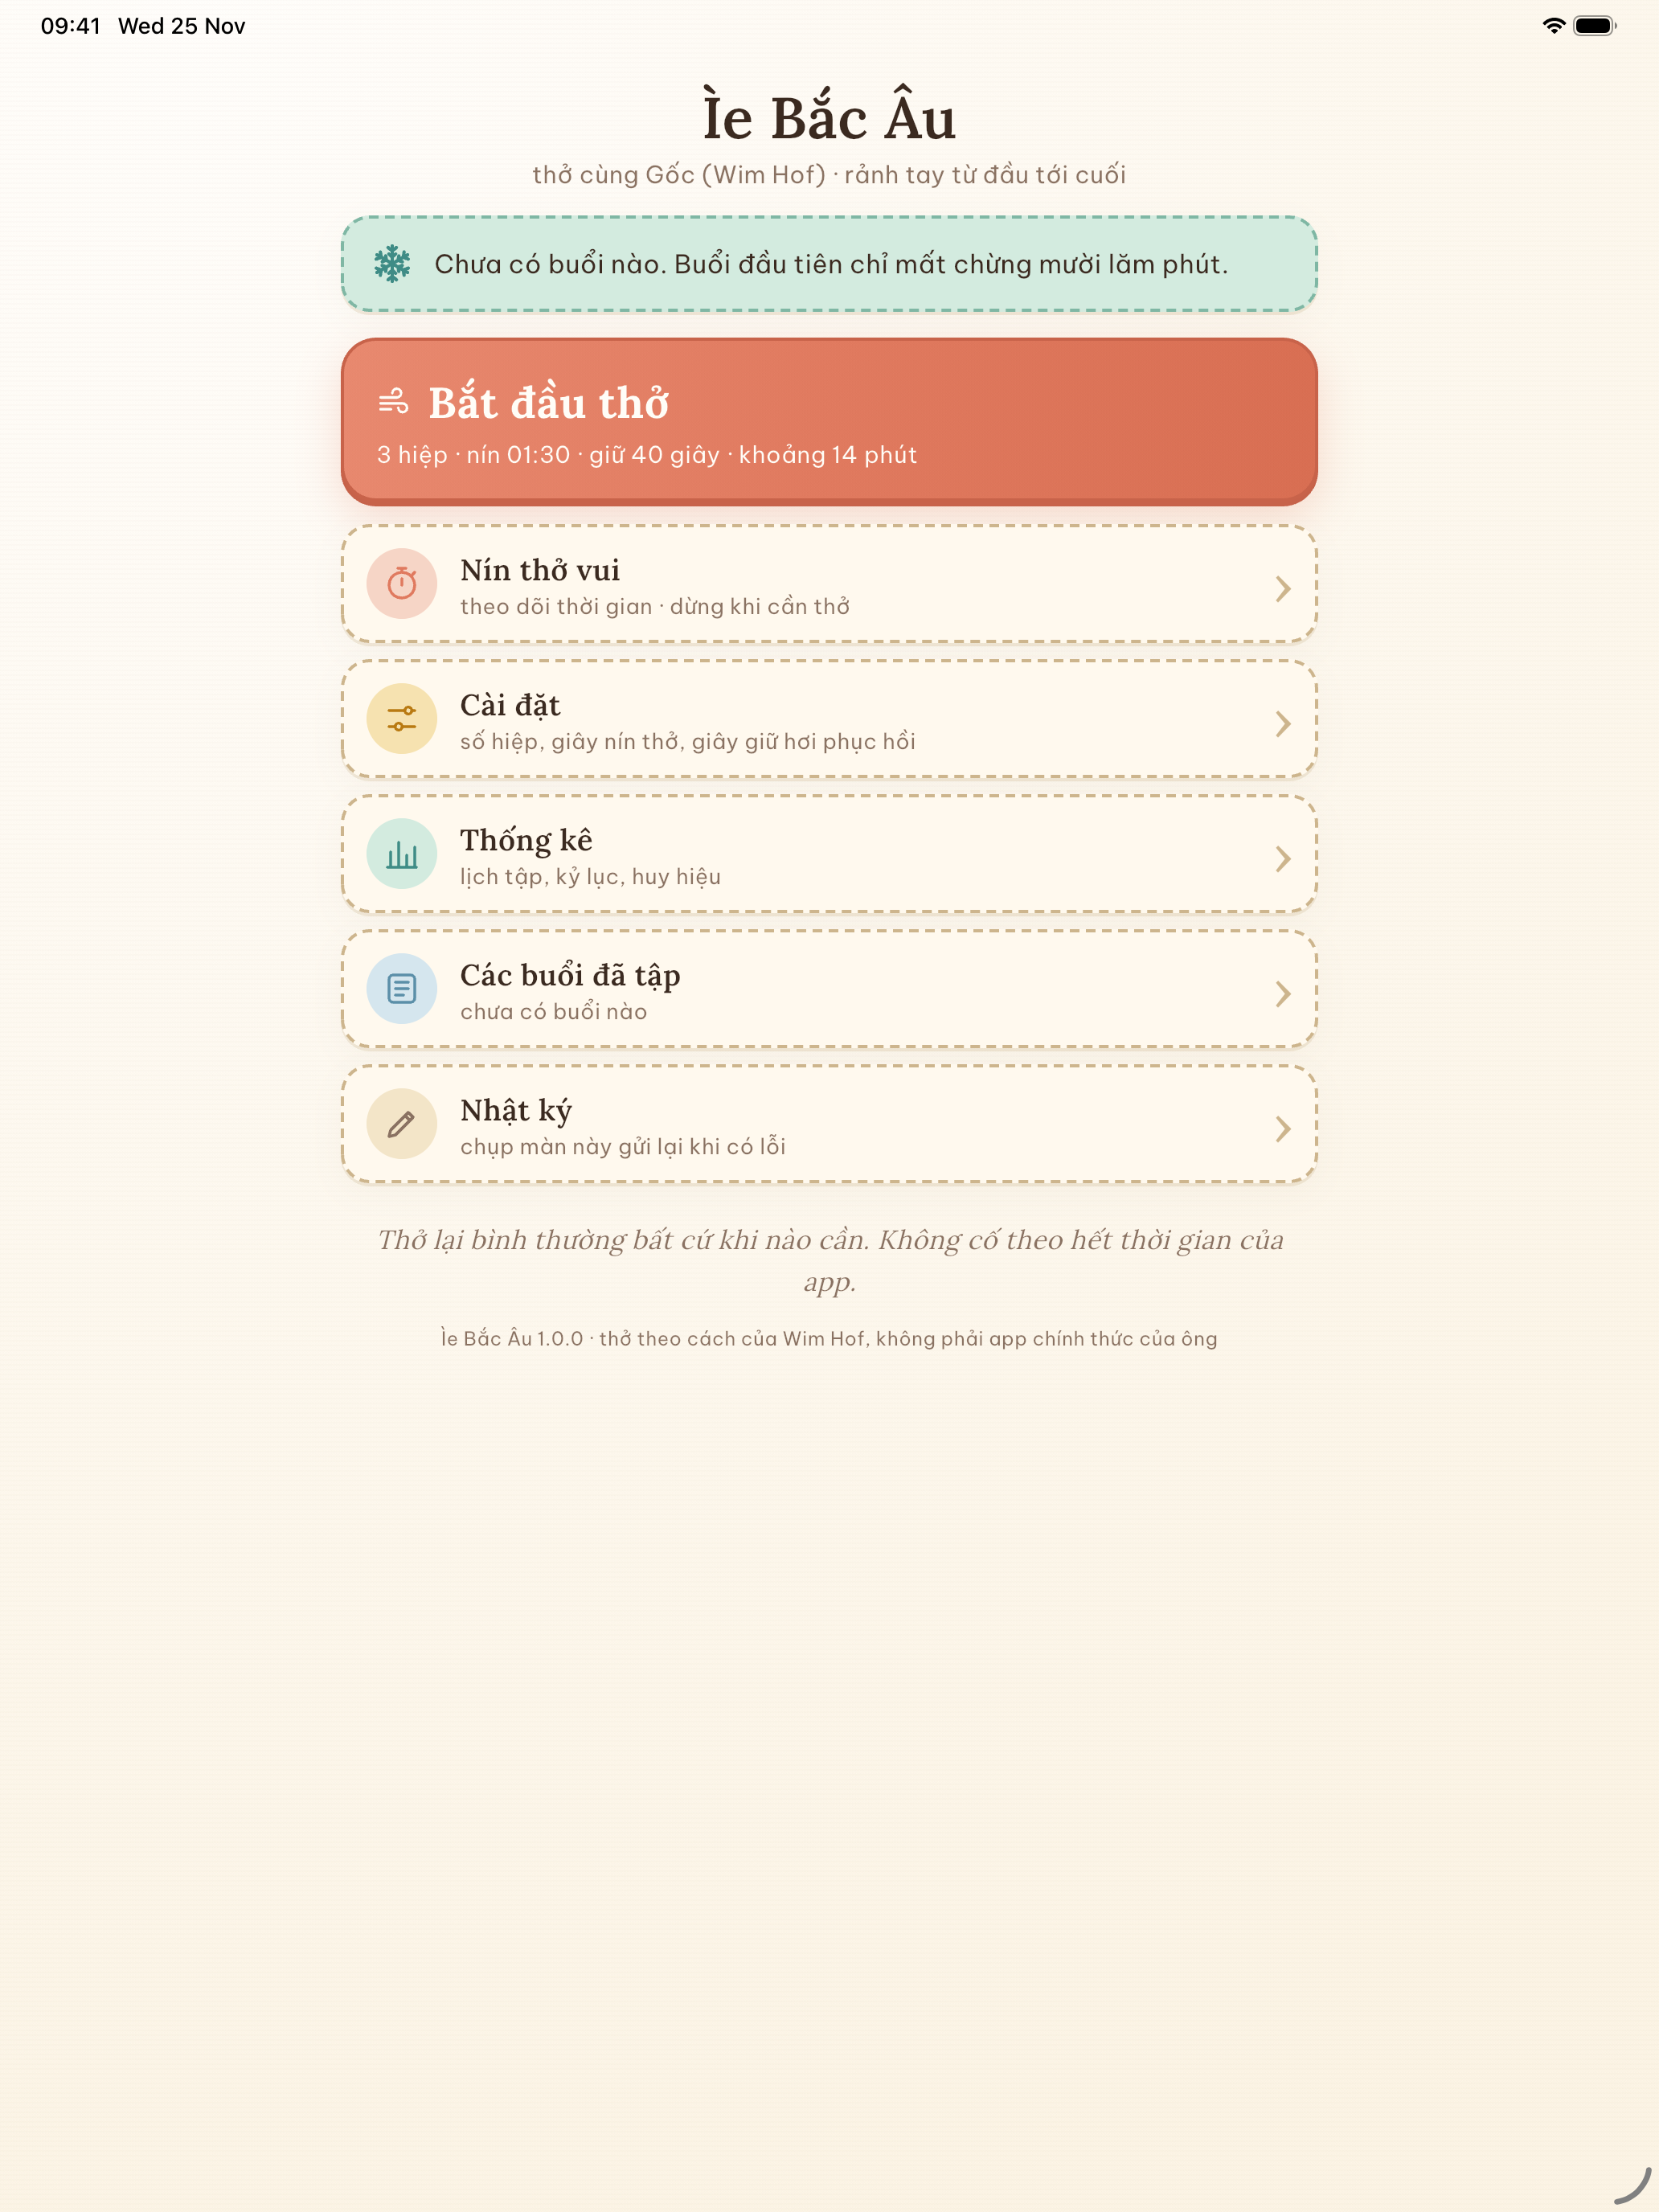 09:41 Wed 25 Nov
Ìe Bắc Âu
thở cùng Gốc (Wim Hof) · rảnh tay từ đầu tới cuối
Chưa có buổi nào. Buổi đầu tiên chỉ mất chừng mười lăm phút.
Bắt đầu thở
3 hiệp · nín 01:30 · giữ 40 giây · khoảng 14 phút
Nín thở vui
theo dõi thời gian · dừng khi cần thở
Cài đặt
số hiệp, giây nín thở, giây giữ hơi phục hồi
Thống kê
lịch tập, kỷ lục, huy hiệu
Các buổi đã tập
chưa có buổi nào
Nhật ký
chụp màn này gửi lại khi có lỗi
Thở lại bình thường bất cứ khi nào cần. Không cố theo hết thời gian của
app.
Ìe Bắc Âu 1.0.0 · thở theo cách của Wim Hof, không phải app chính thức của ông